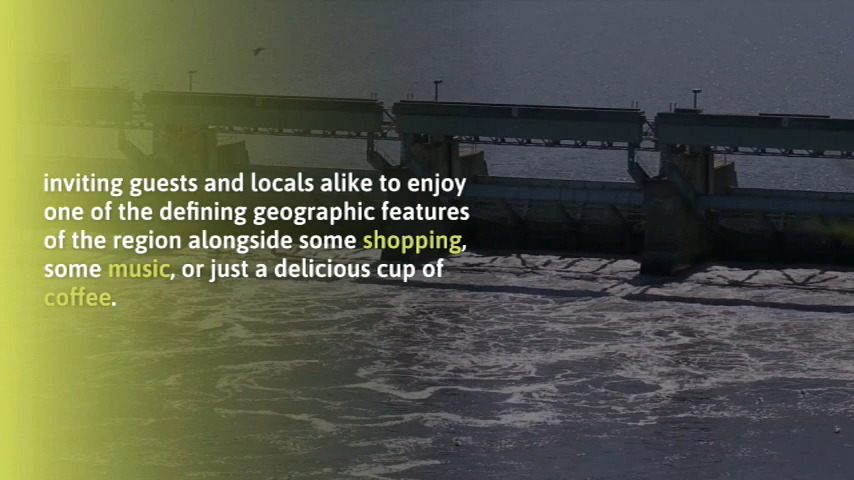 inviting guests and locals alike to enjoy
one of the defining geographic features
of the region alongside some shopping,
some music, or just a delicious cup of
coffee.